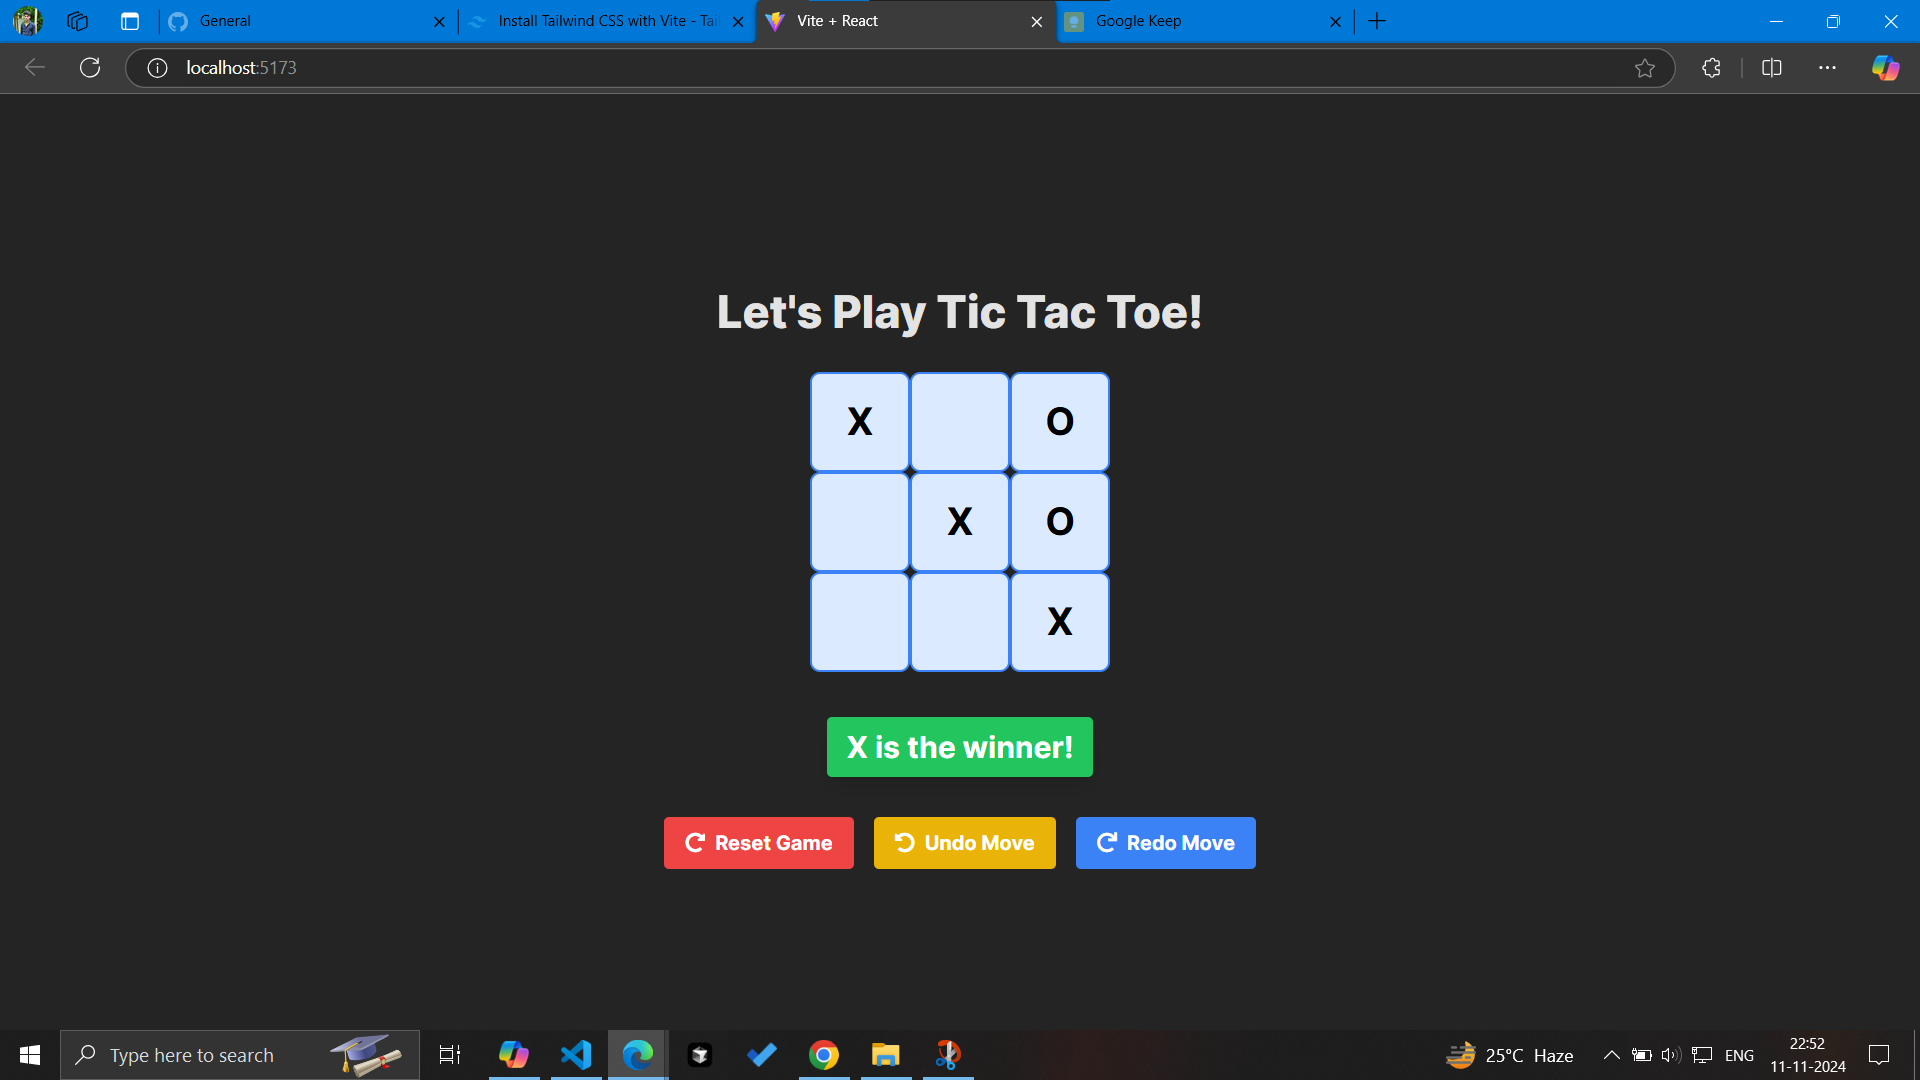 General
Install Tailwind CSS with Vite - Tai
Vite + React
Google Keep
localhost:5173
Let's Play Tic Tac Toe!
X O
X O
X
X is the winner!
Reset Game
Undo Move
Redo Move
Type here to search
25°C Haze
ENG
22:52
11-11-2024